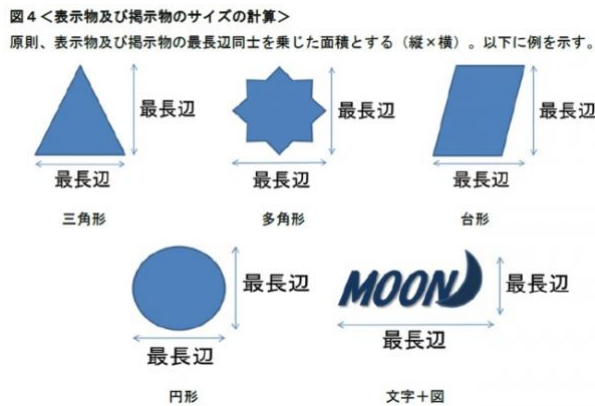 図4＜表示物及び掲示物のサイズの計算＞
原則、表示物及び掲示物の最長辺同士を乗じた面積とする（縦×横）。以下に例を示す。
最長辺
最長辺
最長辺
最長辺
最長辺
最長辺
三角形
多角形
台形
最長辺
最長辺
MOON
最長辺
最長辺
円形
文字＋図